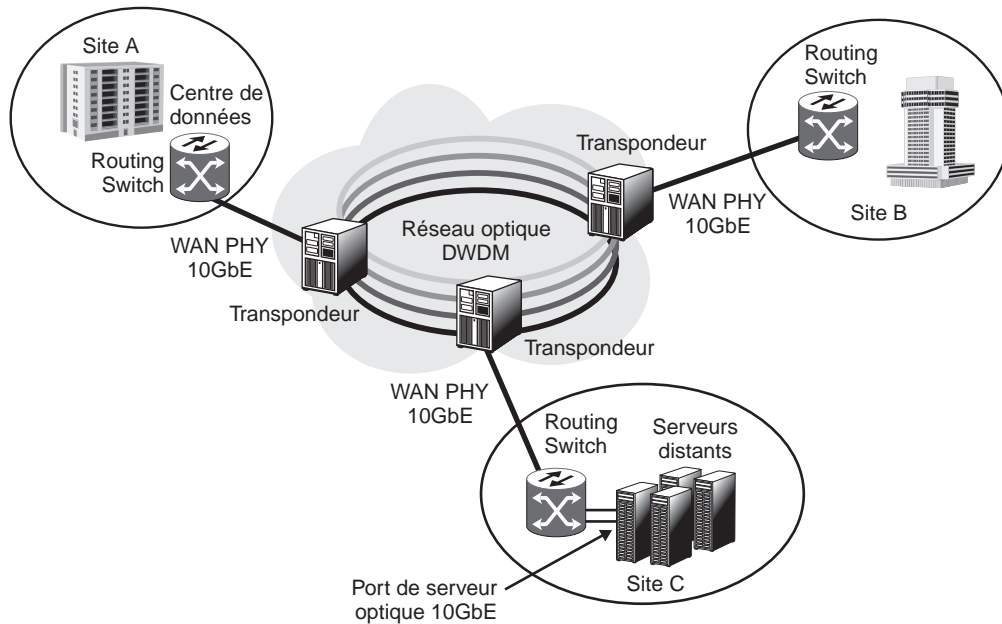 Site A
Centre de
données
Routing
Switch
WAN PHY
10GbE
Transpondeur
Réseau optique
DWDM
Transpondeur
WAN PHY
10GbE
Routing
Switch
Site B
Transpondeur
WAN PHY
10GbE
Routing
Switch
Serveurs
distants
Site C
Port de serveur
optique 10GbE